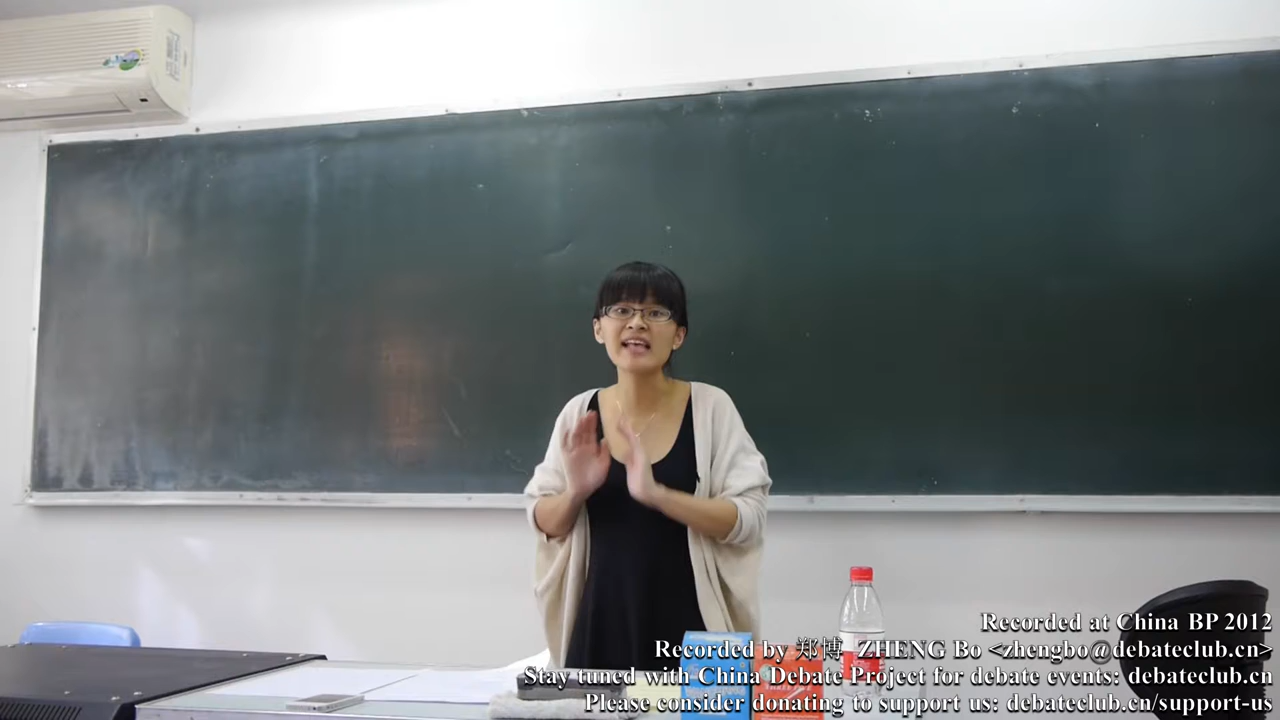 Recorded at China BP 2012
Recorded by 郑博 ZHENG Bo <zhengbo@debateclub.cn>
Stay tuned with China Debate Project for debate events: debateclub.cn
Please consider donating to support us: debateclub.cn/support-us